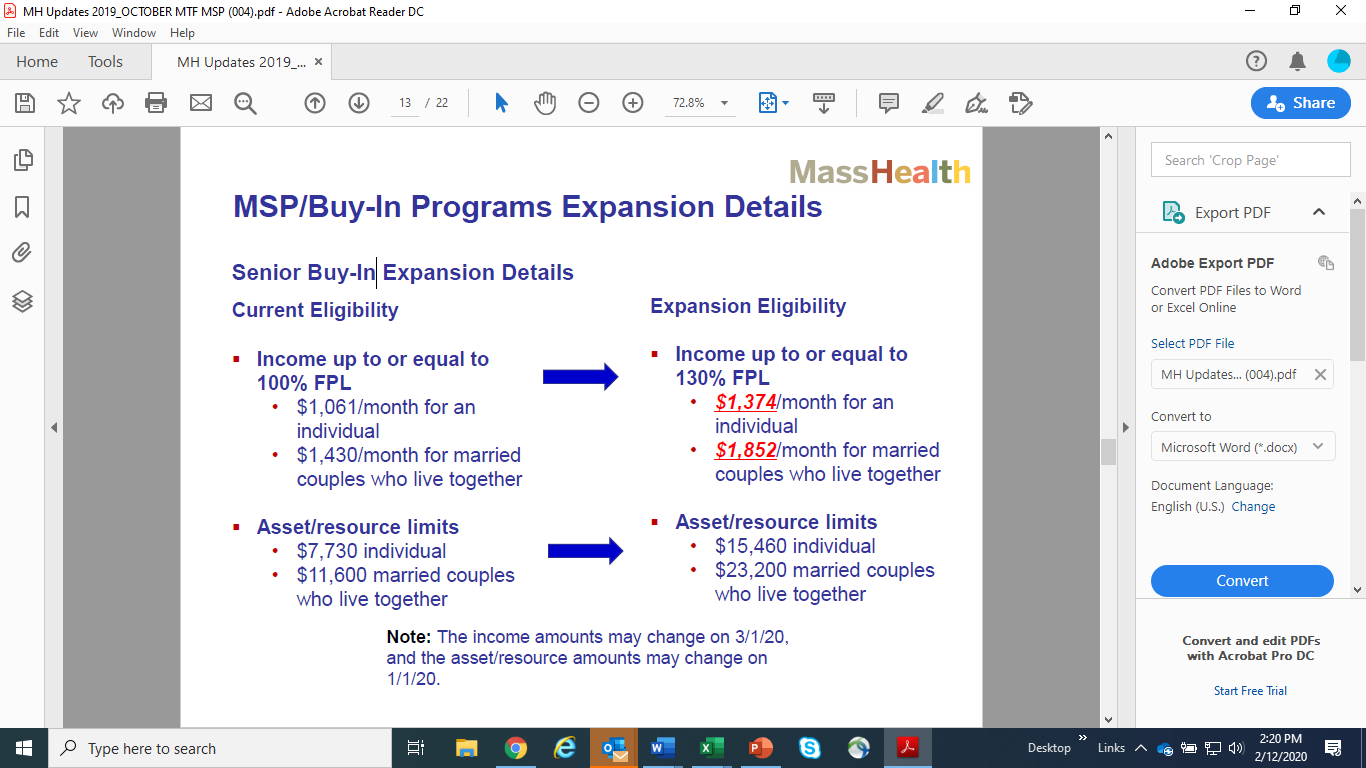 MH Updates 2019_OCTOBER MTF MSP (004).pdf - Adobe Acrobat Reader DC
File Edit View Window Help
Home Tools MH Updates 2019_... ×
13 / 22 72.8% Share
MassHealth
MSP/Buy-In Programs Expansion Details
Senior Buy-In Expansion Details
Current Eligibility
▪ Income up to or equal to
100% FPL
• $1,061/month for an
individual
• $1,430/month for married
couples who live together
▪ Asset/resource limits
• $7,730 individual
• $11,600 married couples
who live together
Expansion Eligibility
▪ Income up to or equal to
130% FPL
• $1,374/month for an
individual
• $1,852/month for married
couples who live together
▪ Asset/resource limits
• $15,460 individual
• $23,200 married couples
who live together
Note: The income amounts may change on 3/1/20,
and the asset/resource amounts may change on
1/1/20.
Search 'Crop Page'
Export PDF
Adobe Export PDF
Convert PDF Files to Word
or Excel Online
Select PDF File
MH Updates... (004).pdf
Convert to
Microsoft Word (*.docx)
Document Language:
English (U.S.) Change
Convert
Convert and edit PDFs
with Acrobat Pro DC
Start Free Trial
Type here to search
Desktop » Links
2:20 PM
2/12/2020